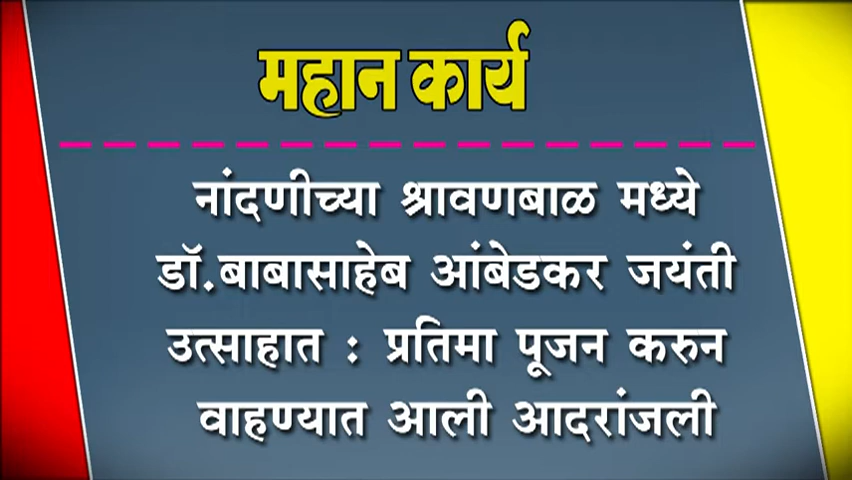 महान कार्य
नांदणीच्या श्रावणबाळ मध्ये
डॉ.बाबासाहेब आंबेडकर जयंती
उत्साहात : प्रतिमा पूजन करुन
वाहण्यात आली आदरांजली